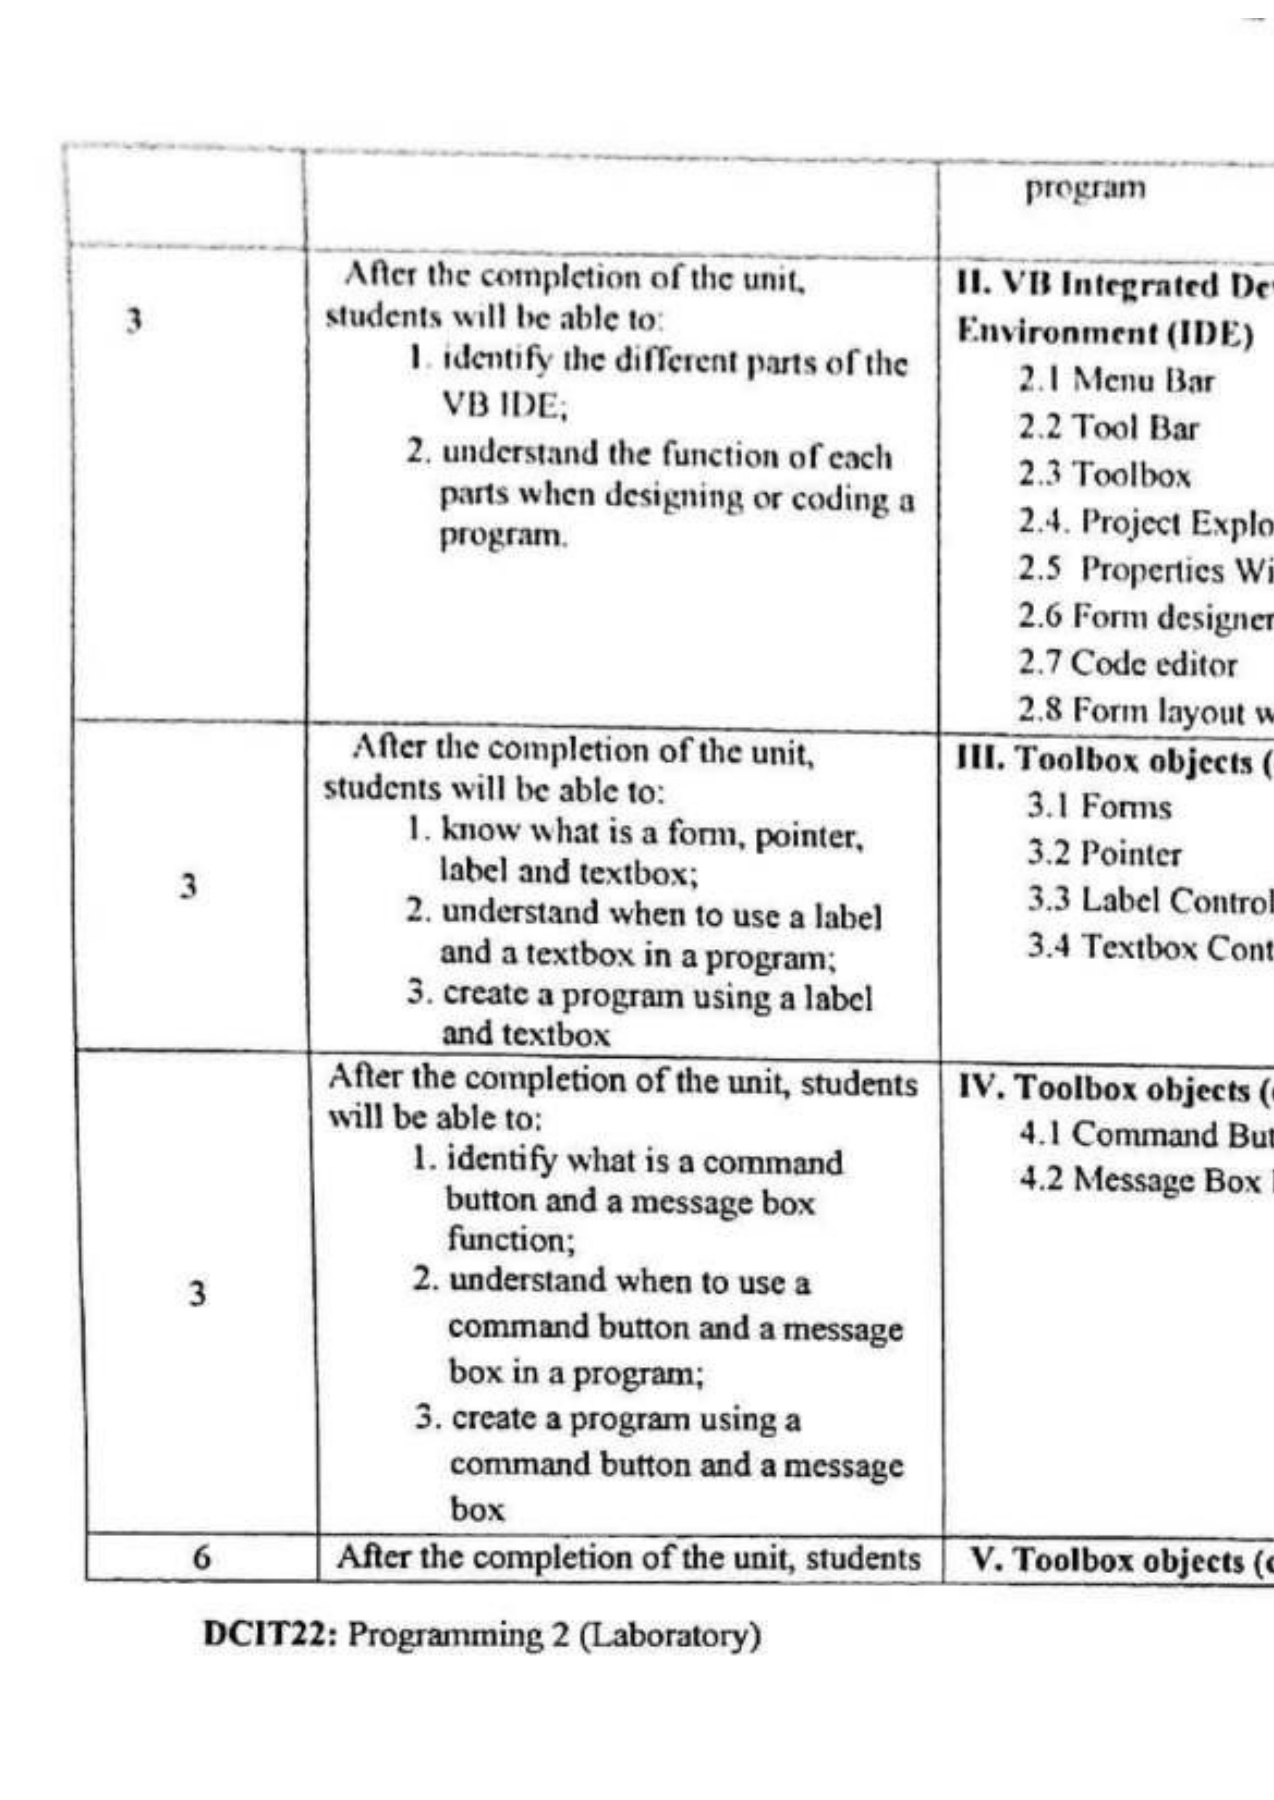 program
3
After the completion of the unit,
students will be able to:
1. identify the different parts of the
VB IDE;
2. understand the function of each
parts when designing or coding a
program.
II. VB Integrated De
Environment (IDE)
2.1 Menu Bar
2.2 Tool Bar
2.3 Toolbox
2.4. Project Explo
2.5 Properties Wi
2.6 Form designer
2.7 Code editor
2.8 Form layout w
3
After the completion of the unit,
students will be able to:
1. know what is a form, pointer,
label and textbox;
2. understand when to use a label
and a textbox in a program;
3. create a program using a label
and textbox
III. Toolbox objects (
3.1 Forms
3.2 Pointer
3.3 Label Control
3.4 Textbox Cont
3
After the completion of the unit, students
will be able to:
1. identify what is a command
button and a message box
function;
2. understand when to use a
command button and a message
box in a program;
3. create a program using a
command button and a message
box
IV. Toolbox objects (
4.1 Command But
4.2 Message Box
6
After the completion of the unit, students
V. Toolbox objects (
DCIT22: Programming 2 (Laboratory)